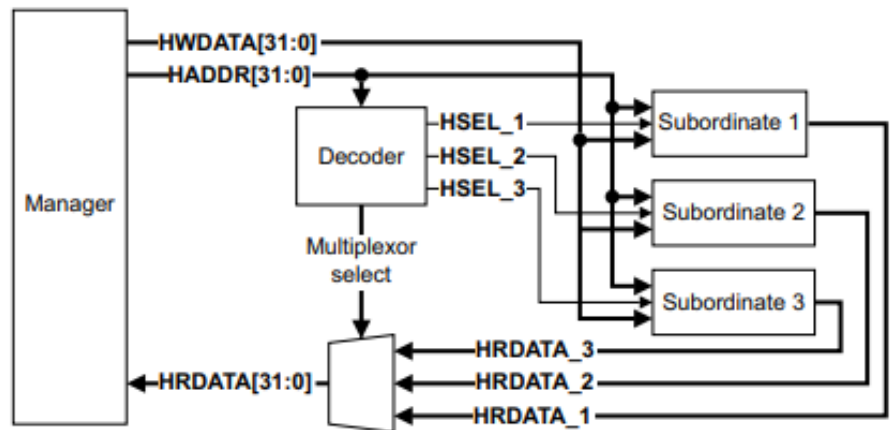 HWDATA[31:0]
HADDR[31:0]
HSEL_1
Subordinate 1
Decoder
HSEL_2
HSEL_3
Manager
Subordinate 2
Multiplexor
select
Subordinate 3
HRDATA_3
HRDATA[31:0]
HRDATA_2
HRDATA_1